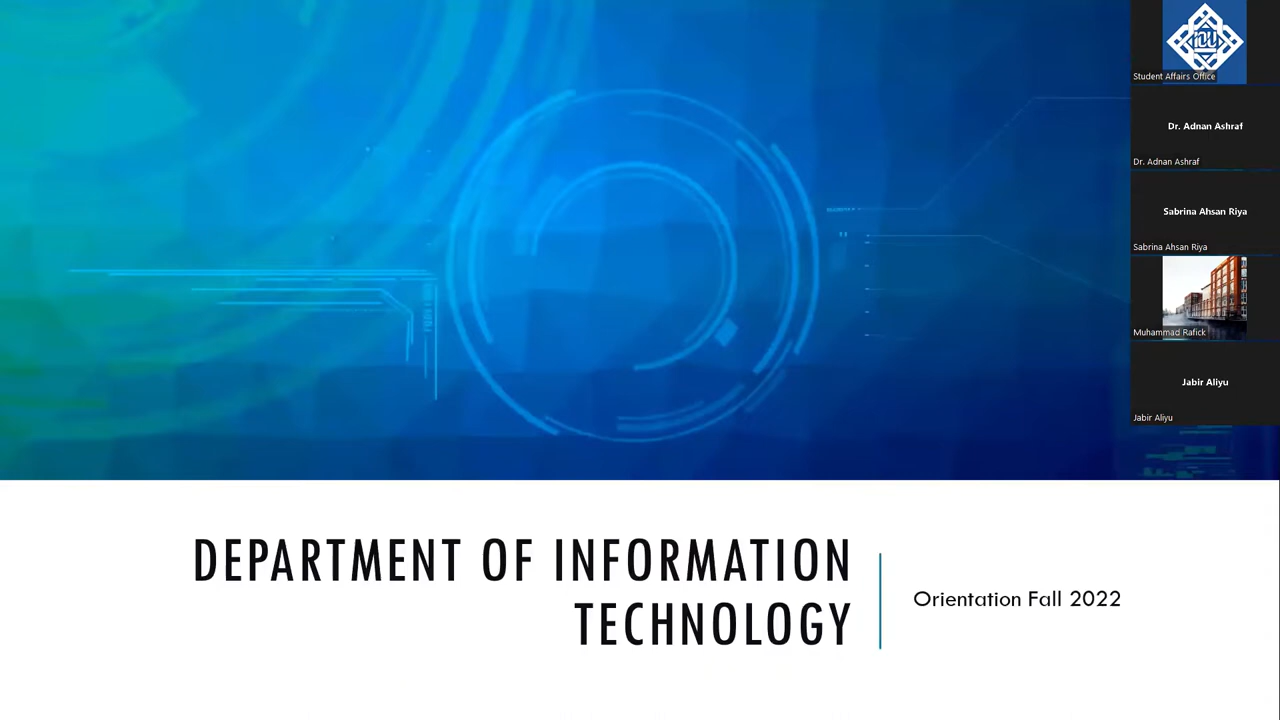 IOU
Student Affairs Office
Dr. Adnan Ashraf
Dr. Adnan Ashraf
Sabrina Ahsan Riya
Sabrina Ahsan Riya
Muhammad Rafick
Jabir Aliyu
Jabir Aliyu
DEPARTMENT OF INFORMATION
TECHNOLOGY
Orientation Fall 2022